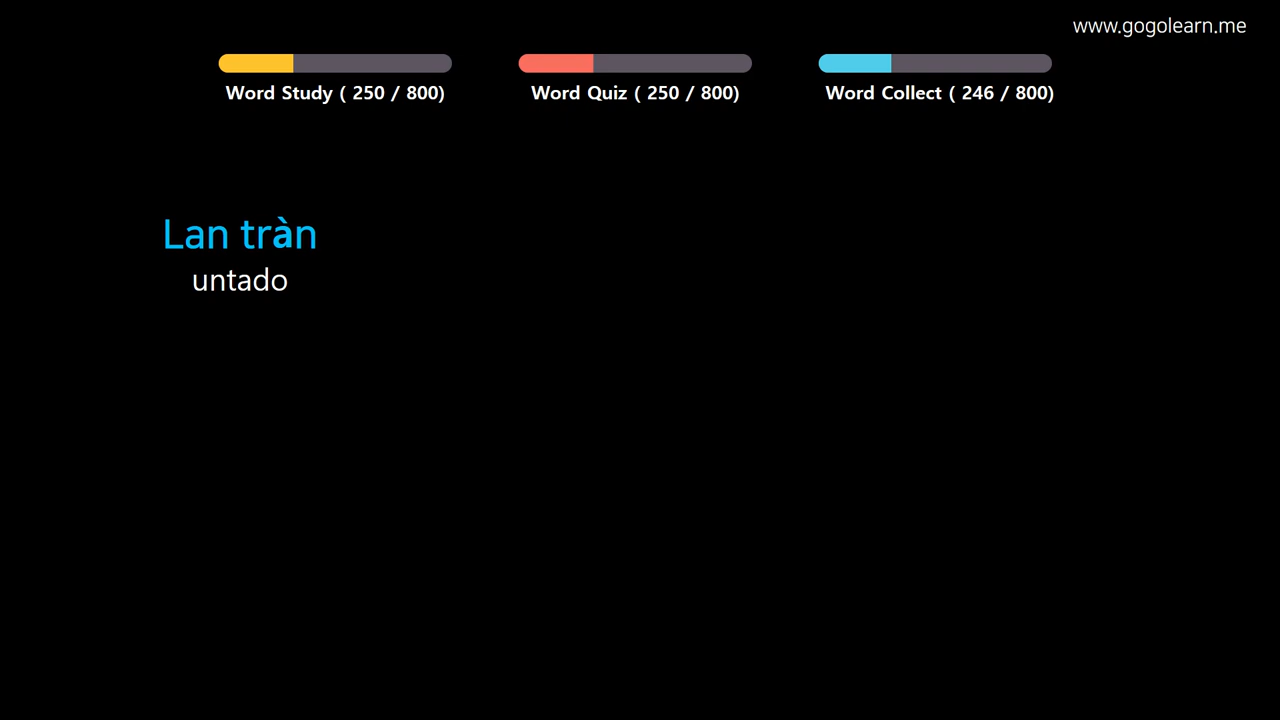 www.gogolearn.me
Word Study ( 250 / 800)
Word Quiz ( 250 / 800)
Word Collect ( 246 / 800)
Lan tràn
untado